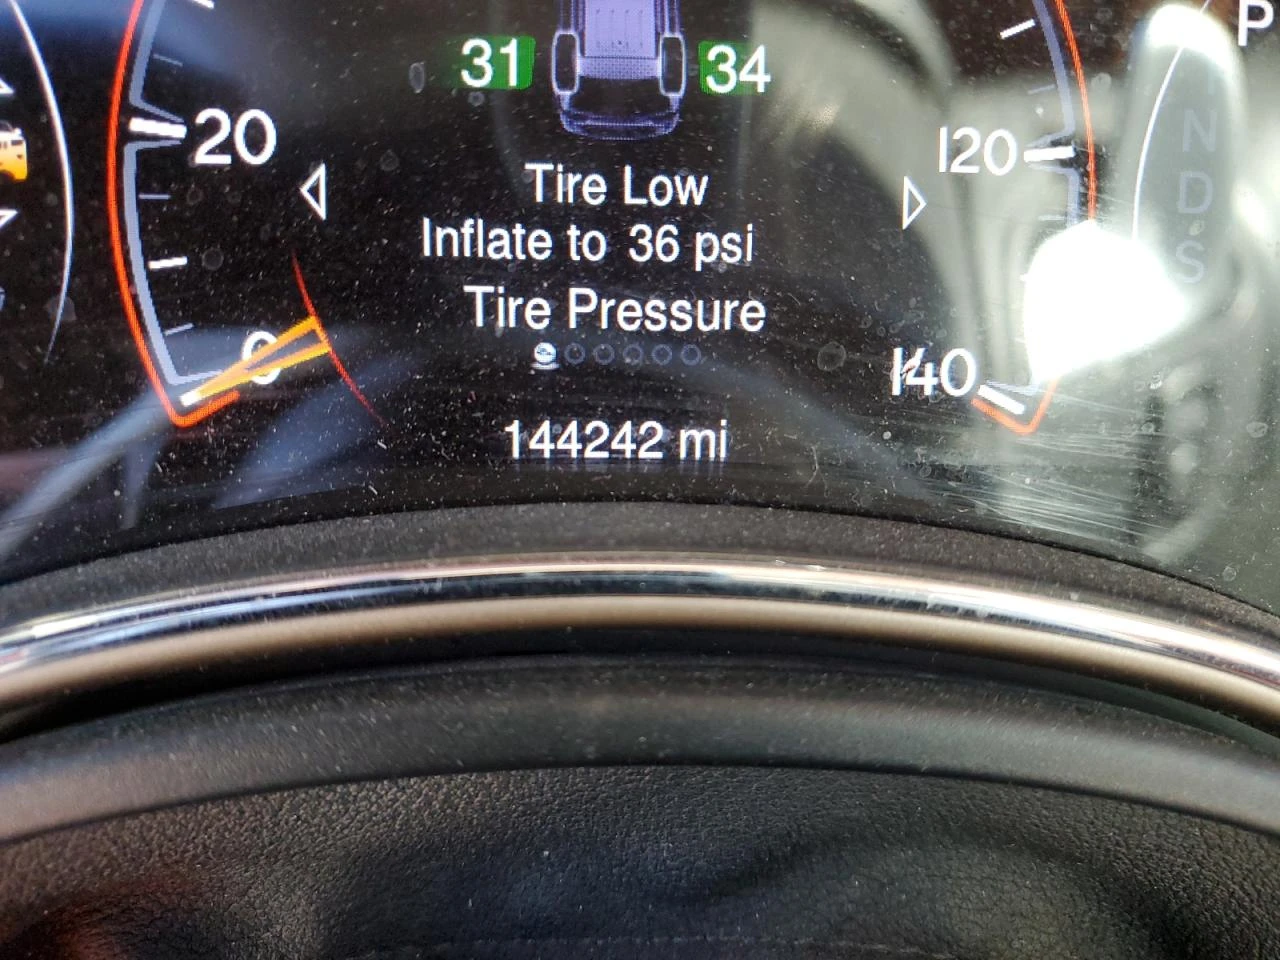 P
31 34
20
120
N
D
S
Tire Low
Inflate to 36 psi
Tire Pressure
0
140
144242 mi